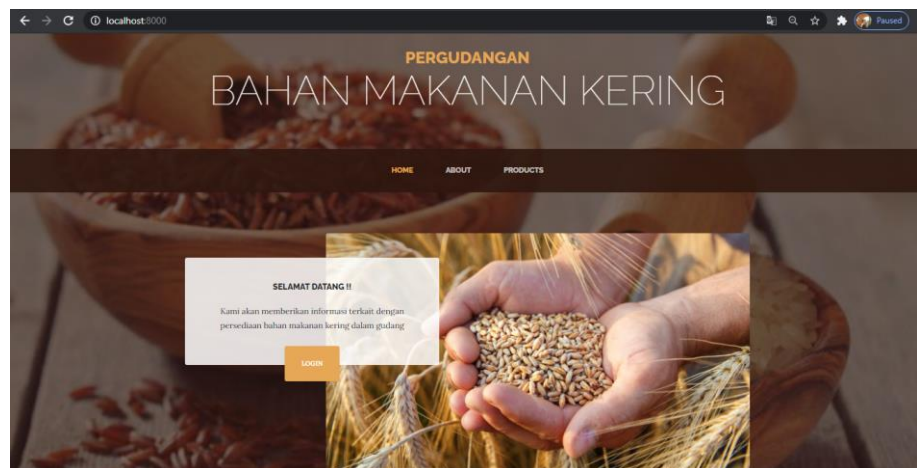 localhost:8000
Paused
PERGUDANGAN
BAHAN MAKANAN KERING
HOME ABOUT PRODUCTS
SELAMAT DATANG !!
Kami akan memberikan informasi terkait dengan
persediaan bahan makanan kering dalam gudang
LOGIN